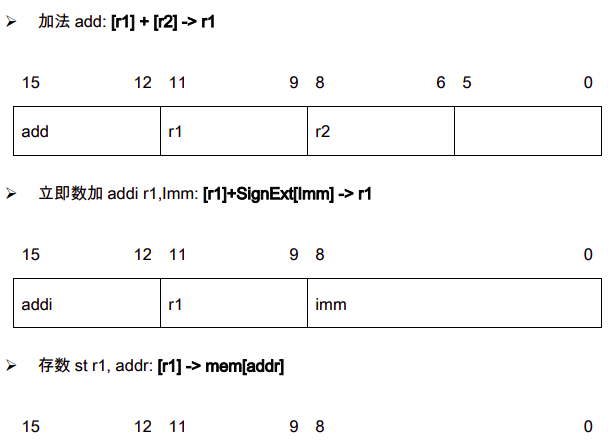 ➢ 加法 add: [r1] + [r2] -> r1
15 12 11 9 8 6 5 0
add r1 r2
➢ 立即数加 addi r1,Imm: [r1]+SignExt[Imm] -> r1
15 12 11 9 8 0
addi r1 imm
➢ 存数 st r1, addr: [r1] -> mem[addr]
15 12 11 9 8 0